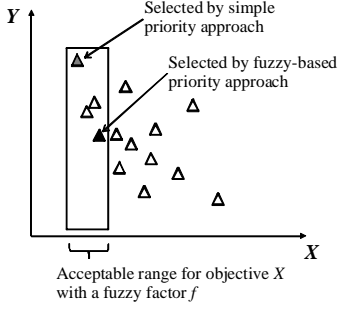 Y
Selected by simple
priority approach
Selected by fuzzy-based
priority approach
X
Acceptable range for objective X
with a fuzzy factor f